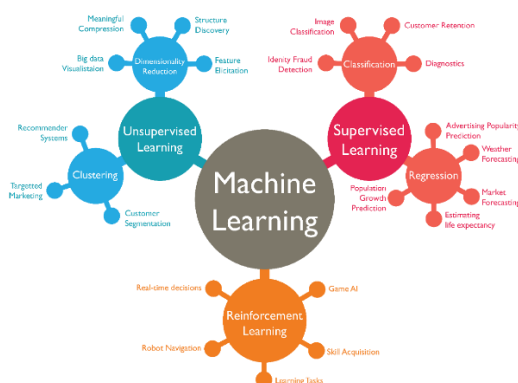 Meaningful
Compression
Structure
Discovery
Big data
Visualistaion
Dimensionality
Reduction
Feature
Elicitation
Unsupervised
Learning
Recommender
Systems
Clustering
Targetted
Marketing
Customer
Segmentation
Image
Classification
Customer Retention
Idenity Fraud
Detection
Classification
Diagnostics
Supervised
Learning
Advertising Popularity
Prediction
Weather
Forecasting
Regression
Population
Growth
Prediction
Market
Forecasting
Estimating
life expectancy
Machine
Learning
Real-time decisions
Game AI
Reinforcement
Learning
Robot Navigation
Skill Acquisition
Learning Tasks